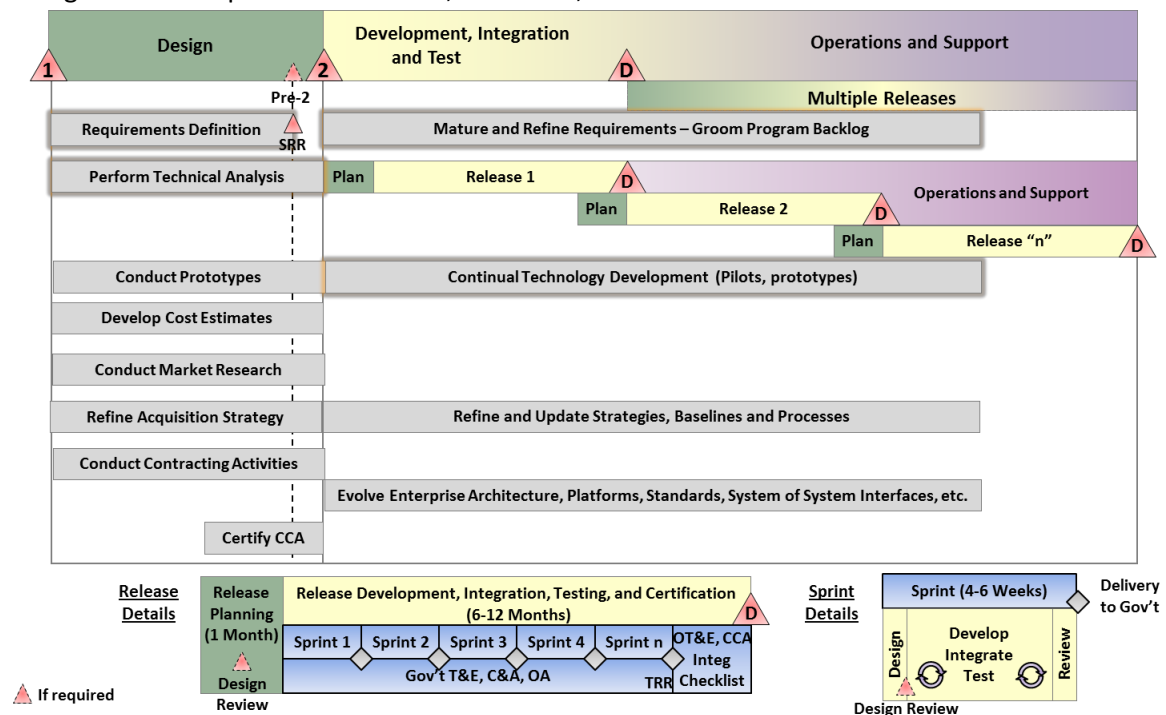 Design
Development, Integration
and Test
Operations and Support
1
2
D
Pre-2
Multiple Releases
Requirements Definition
SRR
Mature and Refine Requirements – Groom Program Backlog
Perform Technical Analysis
Plan
Release 1
D
Operations and Support
Plan
Release 2
D
Plan
Release “n”
D
Conduct Prototypes
Continual Technology Development (Pilots, prototypes)
Develop Cost Estimates
Conduct Market Research
Refine Acquisition Strategy
Refine and Update Strategies, Baselines and Processes
Conduct Contracting Activities
Evolve Enterprise Architecture, Platforms, Standards, System of System Interfaces, etc.
Certify CCA
Release
Details
Release
Planning
(1 Month)
Design
Review
Release Development, Integration, Testing, and Certification
(6-12 Months)
D
Sprint 1
Sprint 2
Sprint 3
Sprint 4
Sprint n
OT&E, CCA
Integ
Checklist
Gov’t T&E, C&A, OA
TRR
Sprint
Details
Sprint (4-6 Weeks)
Delivery
to Gov’t
Design
Develop
Integrate
Test
Review
Design Review
If required